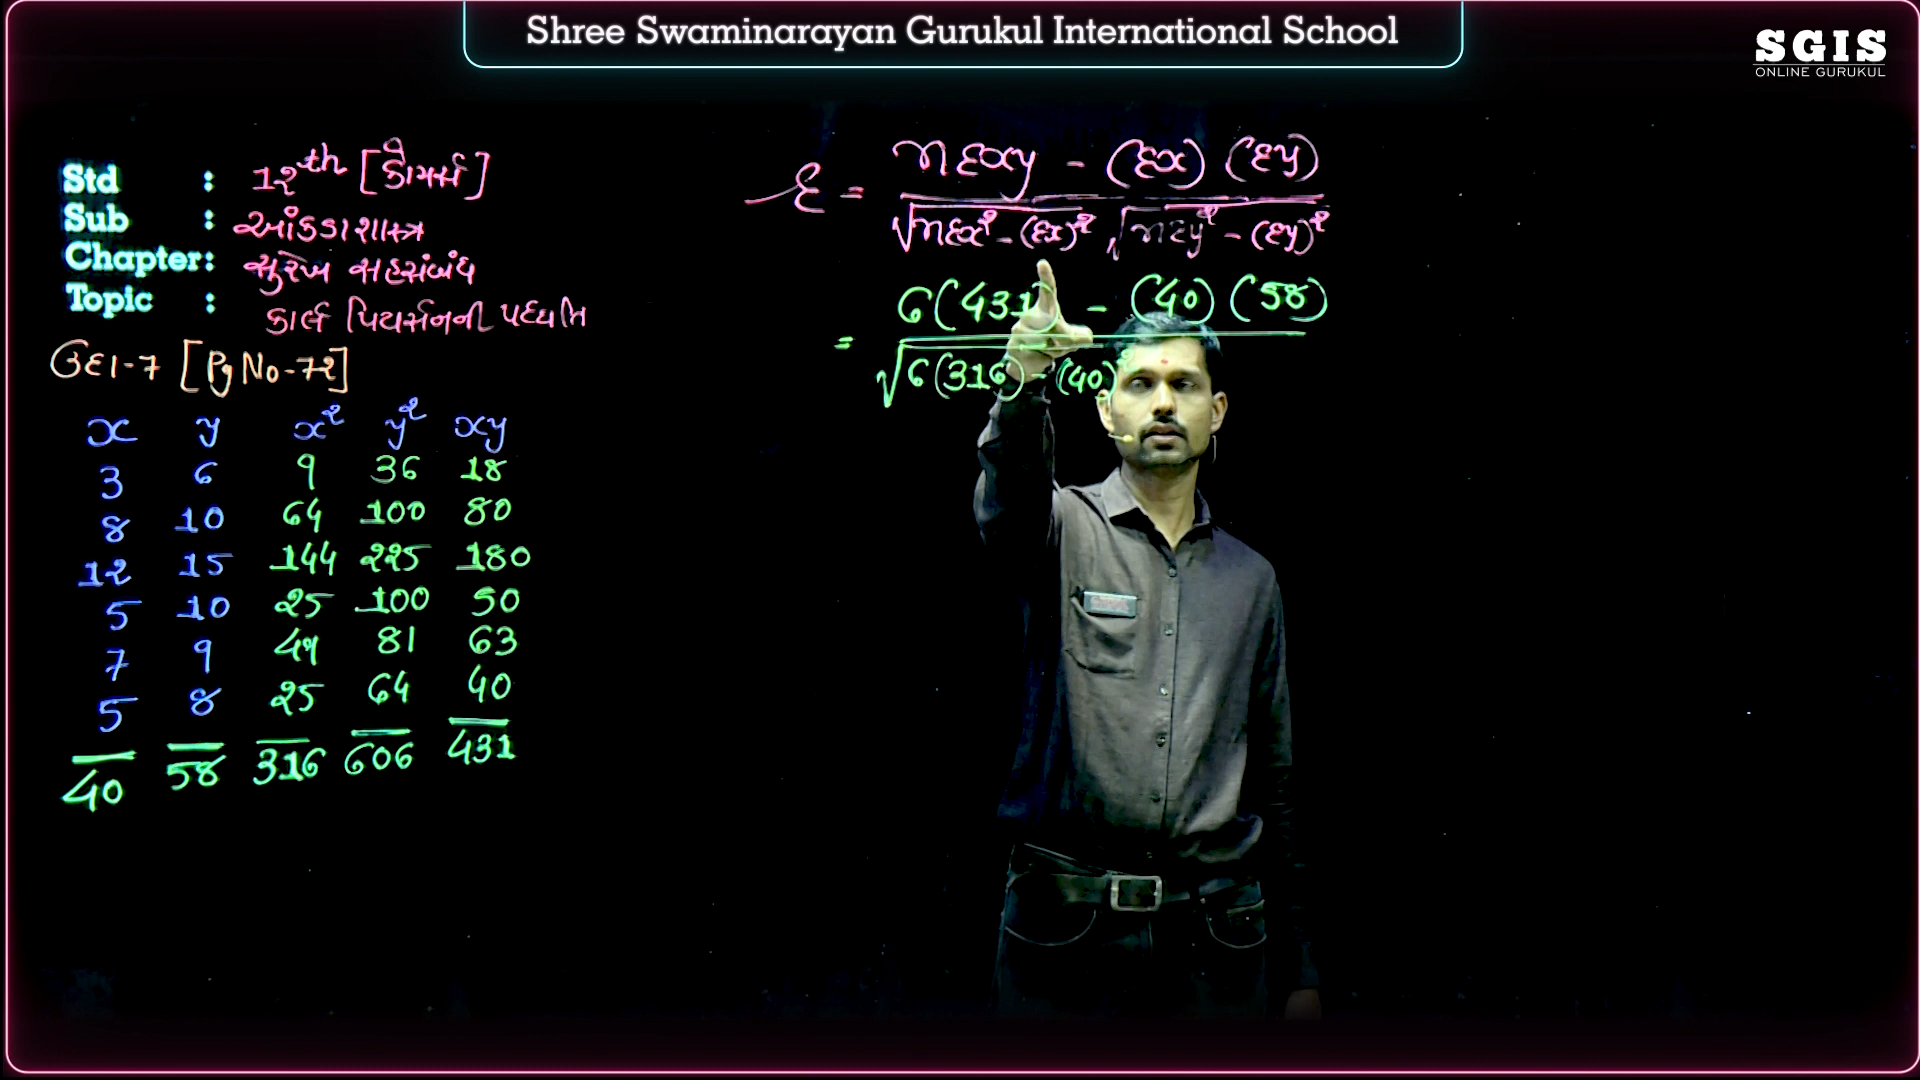 Shree Swaminarayan Gurukul International School
SGIS
ONLINE GURUKUL
Std : 12th [કોમર્સ]
Sub : આંકડાશાસ્ત્ર
Chapter: સુરેખ સહસંબંધ
Topic : કાર્લ પિયર્સનની પદ્ધતિ
ઉદા-7 [Pg No-72]
x y x² y² xy
3 6 9 36 18
8 10 64 100 80
12 15 144 225 180
5 10 25 100 50
7 9 49 81 63
5 8 25 64 40
40 58 316 606 431
r = nΣxy - (Σx) (Σy)
√nΣx² - (Σx)² √nΣy² - (Σy)²
= 6(431) - (40) (58)
√6(316) - (40)²